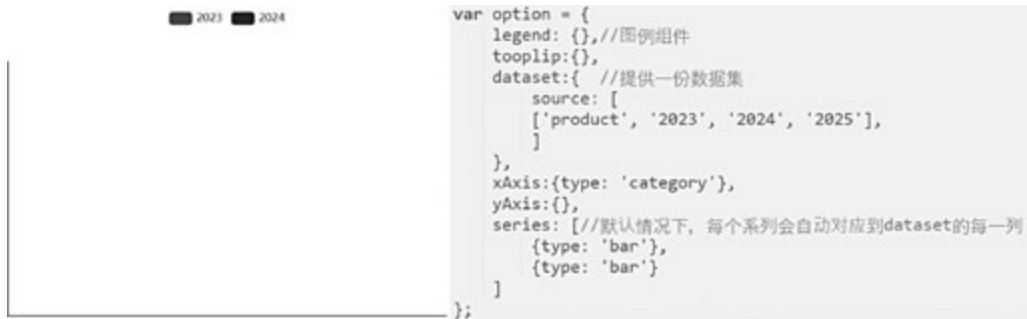 2023 2024
var option = {
legend: {},//图例组件
tooplip:{},
dataset:{ //提供一份数据集
source: [
['product', '2023', '2024', '2025'],
]
},
xAxis:{type: 'category'},
yAxis:{},
series: [//默认情况下，每个系列会自动对应到dataset的每一列
{type: 'bar'},
{type: 'bar'}
]
};